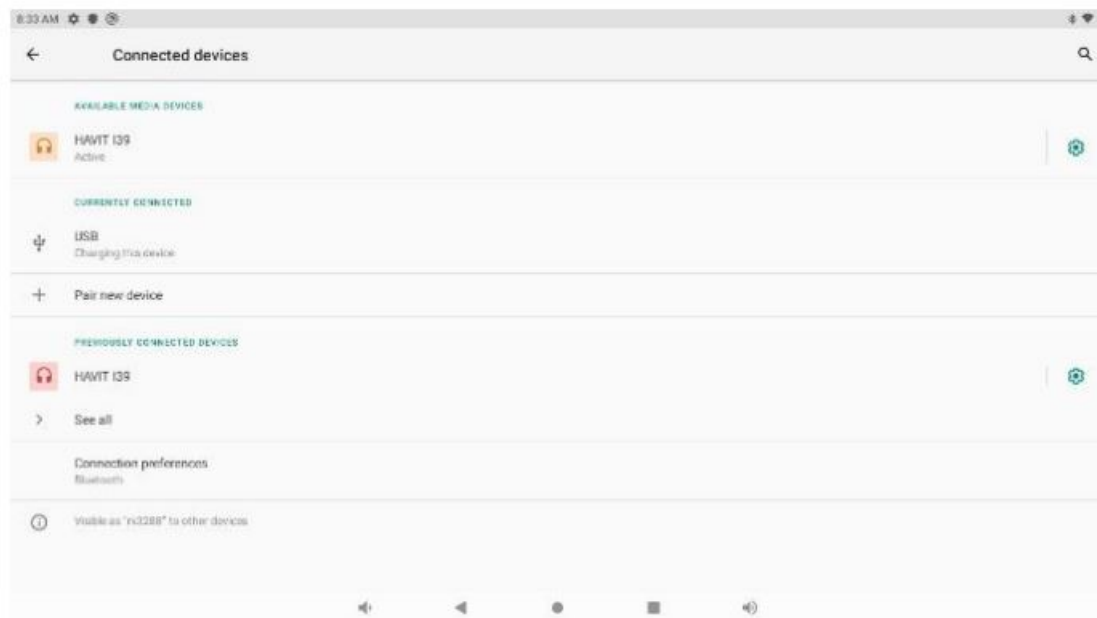 8:33 AM
Connected devices
AVAILABLE MEDIA DEVICES
HAVIT I39
Active
CURRENTLY CONNECTED
USB
Charging this device
Pair new device
PREVIOUSLY CONNECTED DEVICES
HAVIT I39
See all
Connection preferences
Bluetooth
Visible as "rk3288" to other devices